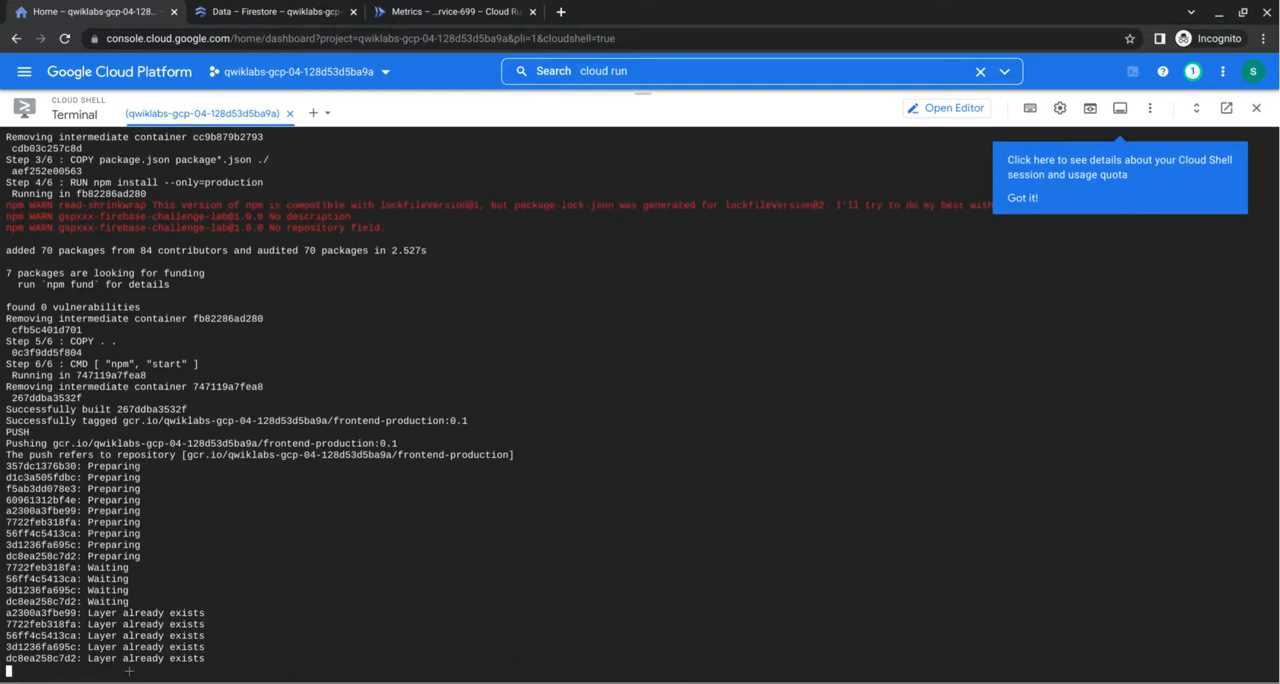 Home – qwiklabs-gcp-04-128…
Data – Firestore – qwiklabs-gcp-
Metrics – …rvice-699 – Cloud Ru
console.cloud.google.com/home/dashboard?project=qwiklabs-gcp-04-128d53d5ba9a&pli=1&cloudshell=true
Incognito
Google Cloud Platform
qwiklabs-gcp-04-128d53d5ba9a
Search cloud run
1
S
CLOUD SHELL
Terminal
(qwiklabs-gcp-04-128d53d5ba9a)
Open Editor
Click here to see details about your Cloud Shell
session and usage quota
Got it!
Removing intermediate container cc9b879b2793
cdb03c257c8d
Step 3/6 : COPY package.json package*.json ./
aef252e00563
Step 4/6 : RUN npm install --only=production
Running in fb82286ad280
npm WARN read-shrinkwrap This version of npm is compatible with lockfileVersion@1, but package-lock.json was generated for lockfileVersion@2. I'll try to do my best with
npm WARN gspxxx-firebase-challenge-lab@1.0.0 No description
npm WARN gspxxx-firebase-challenge-lab@1.0.0 No repository field.
added 70 packages from 84 contributors and audited 70 packages in 2.527s
7 packages are looking for funding
run `npm fund` for details
found 0 vulnerabilities
Removing intermediate container fb82286ad280
cfb5c401d701
Step 5/6 : COPY . .
0c3f9dd5f804
Step 6/6 : CMD [ "npm", "start" ]
Running in 747119a7fea8
Removing intermediate container 747119a7fea8
267ddba3532f
Successfully built 267ddba3532f
Successfully tagged gcr.io/qwiklabs-gcp-04-128d53d5ba9a/frontend-production:0.1
PUSH
Pushing gcr.io/qwiklabs-gcp-04-128d53d5ba9a/frontend-production:0.1
The push refers to repository [gcr.io/qwiklabs-gcp-04-128d53d5ba9a/frontend-production]
357dc1376b30: Preparing
d1c3a505fdbc: Preparing
f5ab3dd078e3: Preparing
60961312bf4e: Preparing
a2300a3fbe99: Preparing
7722feb318fa: Preparing
56ff4c5413ca: Preparing
3d1236fa695c: Preparing
dc8ea258c7d2: Preparing
7722feb318fa: Waiting
56ff4c5413ca: Waiting
3d1236fa695c: Waiting
dc8ea258c7d2: Waiting
a2300a3fbe99: Layer already exists
7722feb318fa: Layer already exists
56ff4c5413ca: Layer already exists
3d1236fa695c: Layer already exists
dc8ea258c7d2: Layer already exists